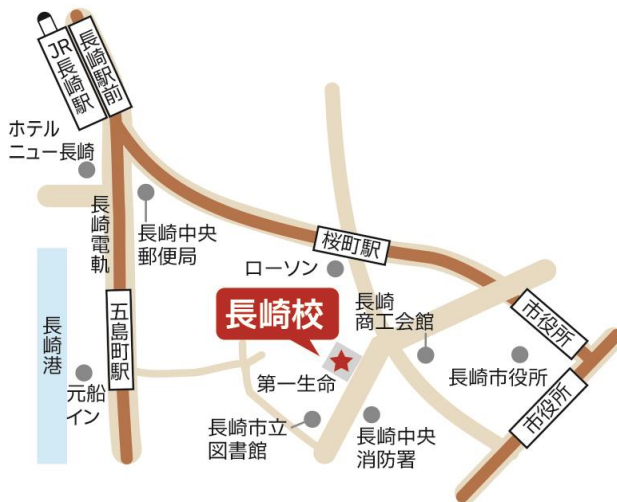 JR長崎駅
長崎駅前
ホテル
ニュー長崎
長崎電軌
長崎中央
郵便局
桜町駅
ローソン
長崎
商工会館
長崎校
市役所
長崎港
五島町駅
元船
イン
第一生命
長崎市役所
市役所
長崎市立
図書館
長崎中央
消防署